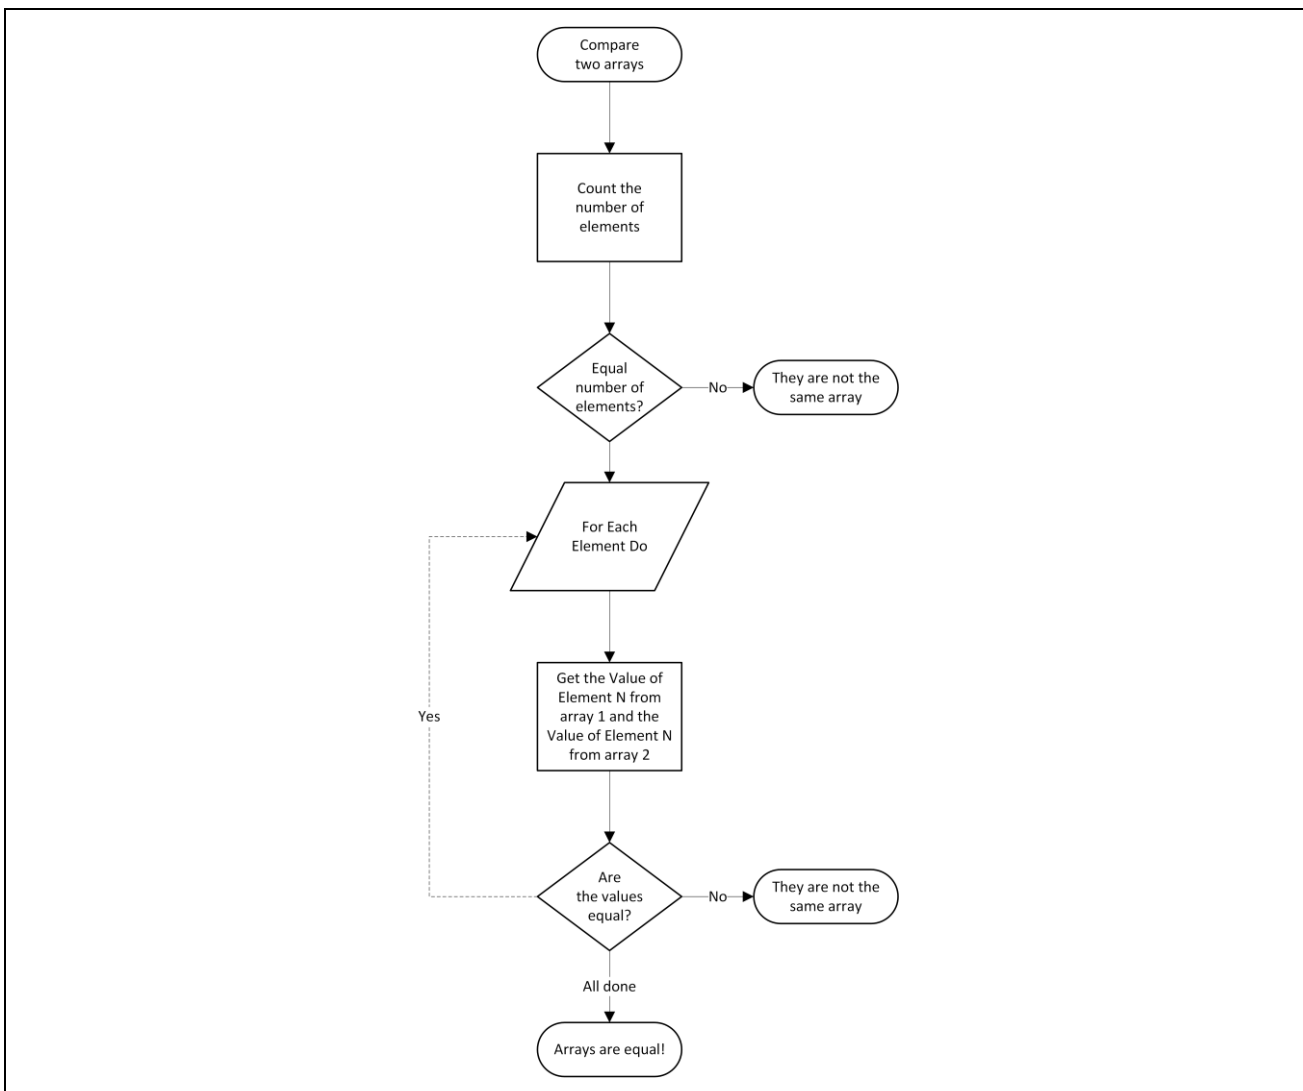 Compare
two arrays
Count the
number of
elements
Equal
number of
elements?
No
They are not the
same array
For Each
Element Do
Get the Value of
Element N from
array 1 and the
Value of Element N
from array 2
Yes
Are
the values
equal?
No
They are not the
same array
All done
Arrays are equal!